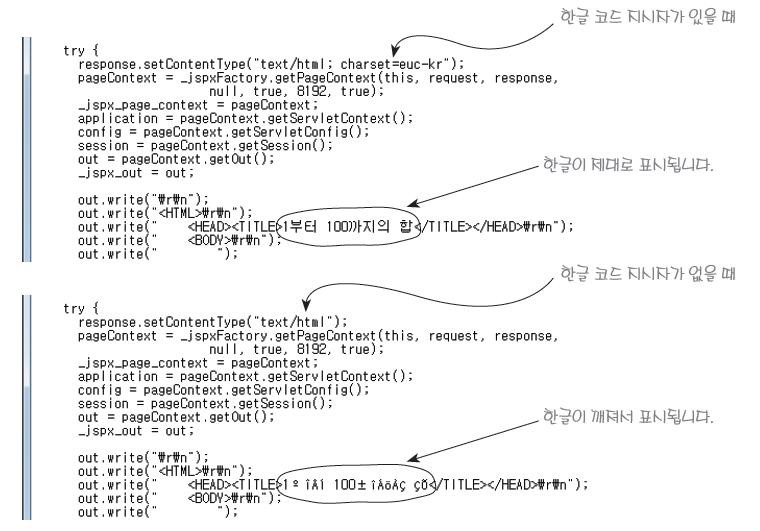 한글 코드 지시자가 있을 때
try {
response.setContentType("text/html; charset=euc-kr");
pageContext = _jspxFactory.getPageContext(this, request, response,
null, true, 8192, true);
_jspx_page_context = pageContext;
application = pageContext.getServletContext();
config = pageContext.getServletConfig();
session = pageContext.getSession();
out = pageContext.getOut();
_jspx_out = out;
한글이 제대로 표시됩니다.
out.write("₩r₩n");
out.write("<HTML>₩r₩n");
out.write("    <HEAD><TITLE>1부터 100까지의 합</TITLE></HEAD>₩r₩n");
out.write("    <BODY>₩r₩n");
out.write("        ");
한글 코드 지시자가 없을 때
try {
response.setContentType("text/html");
pageContext = _jspxFactory.getPageContext(this, request, response,
null, true, 8192, true);
_jspx_page_context = pageContext;
application = pageContext.getServletContext();
config = pageContext.getServletConfig();
session = pageContext.getSession();
out = pageContext.getOut();
_jspx_out = out;
한글이 깨져서 표시됩니다.
out.write("₩r₩n");
out.write("<HTML>₩r₩n");
out.write("    <HEAD><TITLE>1º îÅÍ 100± îÁöÀÇ ÇÕ</TITLE></HEAD>₩r₩n");
out.write("    <BODY>₩r₩n");
out.write("        ");